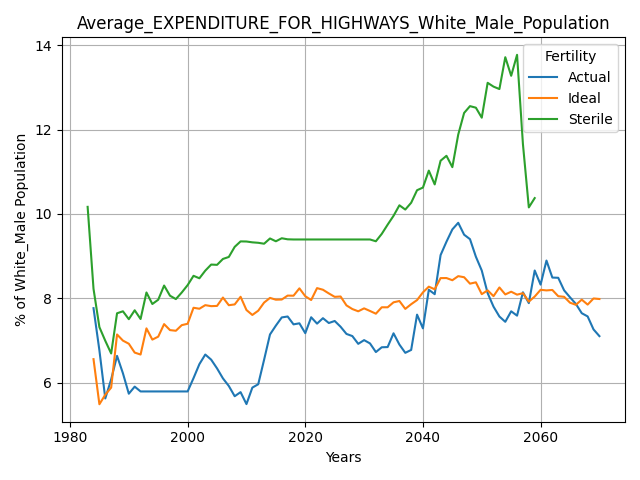 Average_EXPENDITURE_FOR_HIGHWAYS_White_Male_Population
% of White_Male Population
14
12
10
8
6
Fertility
Actual
Ideal
Sterile
1980
2000
2020
2040
2060
Years